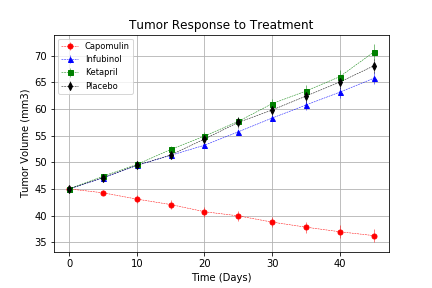 Tumor Response to Treatment
Capomulin
Infubinol
Ketapril
Placebo
Tumor Volume (mm3)
70
65
60
55
50
45
40
35
0 10 20 30 40
Time (Days)